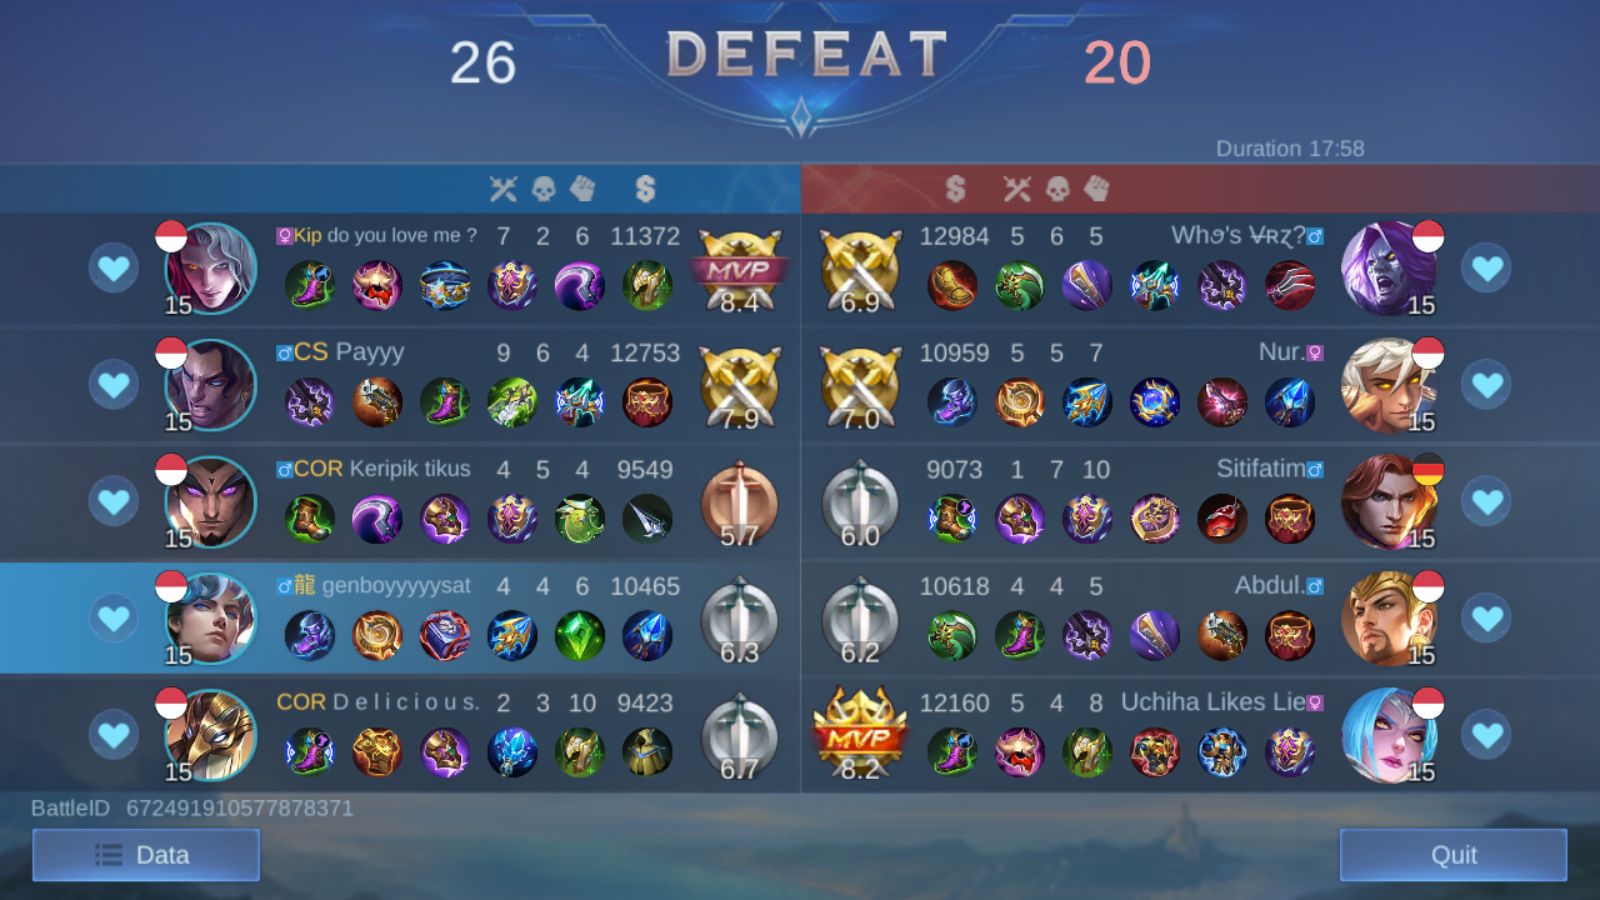 26 DEFEAT 20
Duration 17:58
Kip do you love me ? 7 2 6 11372
15 MVP 8.4
12984 5 6 5 Whɘ's VRⱿ?
6.9 15
CS Payyy 9 6 4 12753
15 7.9
10959 5 5 7 Nur.
7.0 15
COR Keripik tikus 4 5 4 9549
15 5.7
9073 1 7 10 Sitifatim
6.0 15
龍 genboyyyyysat 4 4 6 10465
15 6.3
10618 4 4 5 Abdul.
6.2 15
COR D e l i c i o u s. 2 3 10 9423
15 6.7
12160 5 4 8 Uchiha Likes Lie
MVP 8.2 15
BattleID 672491910577878371
Data Quit